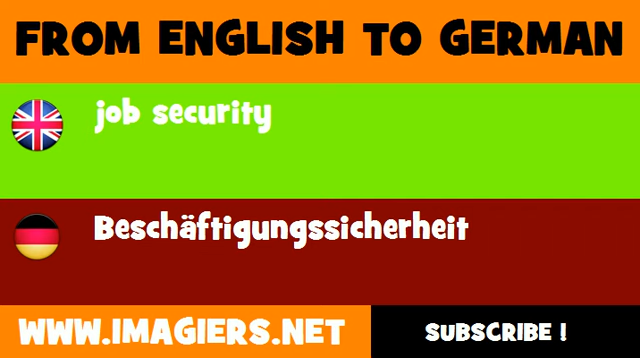 FROM ENGLISH TO GERMAN
job security
Beschäftigungssicherheit
WWW.IMAGIERS.NET
SUBSCRIBE !